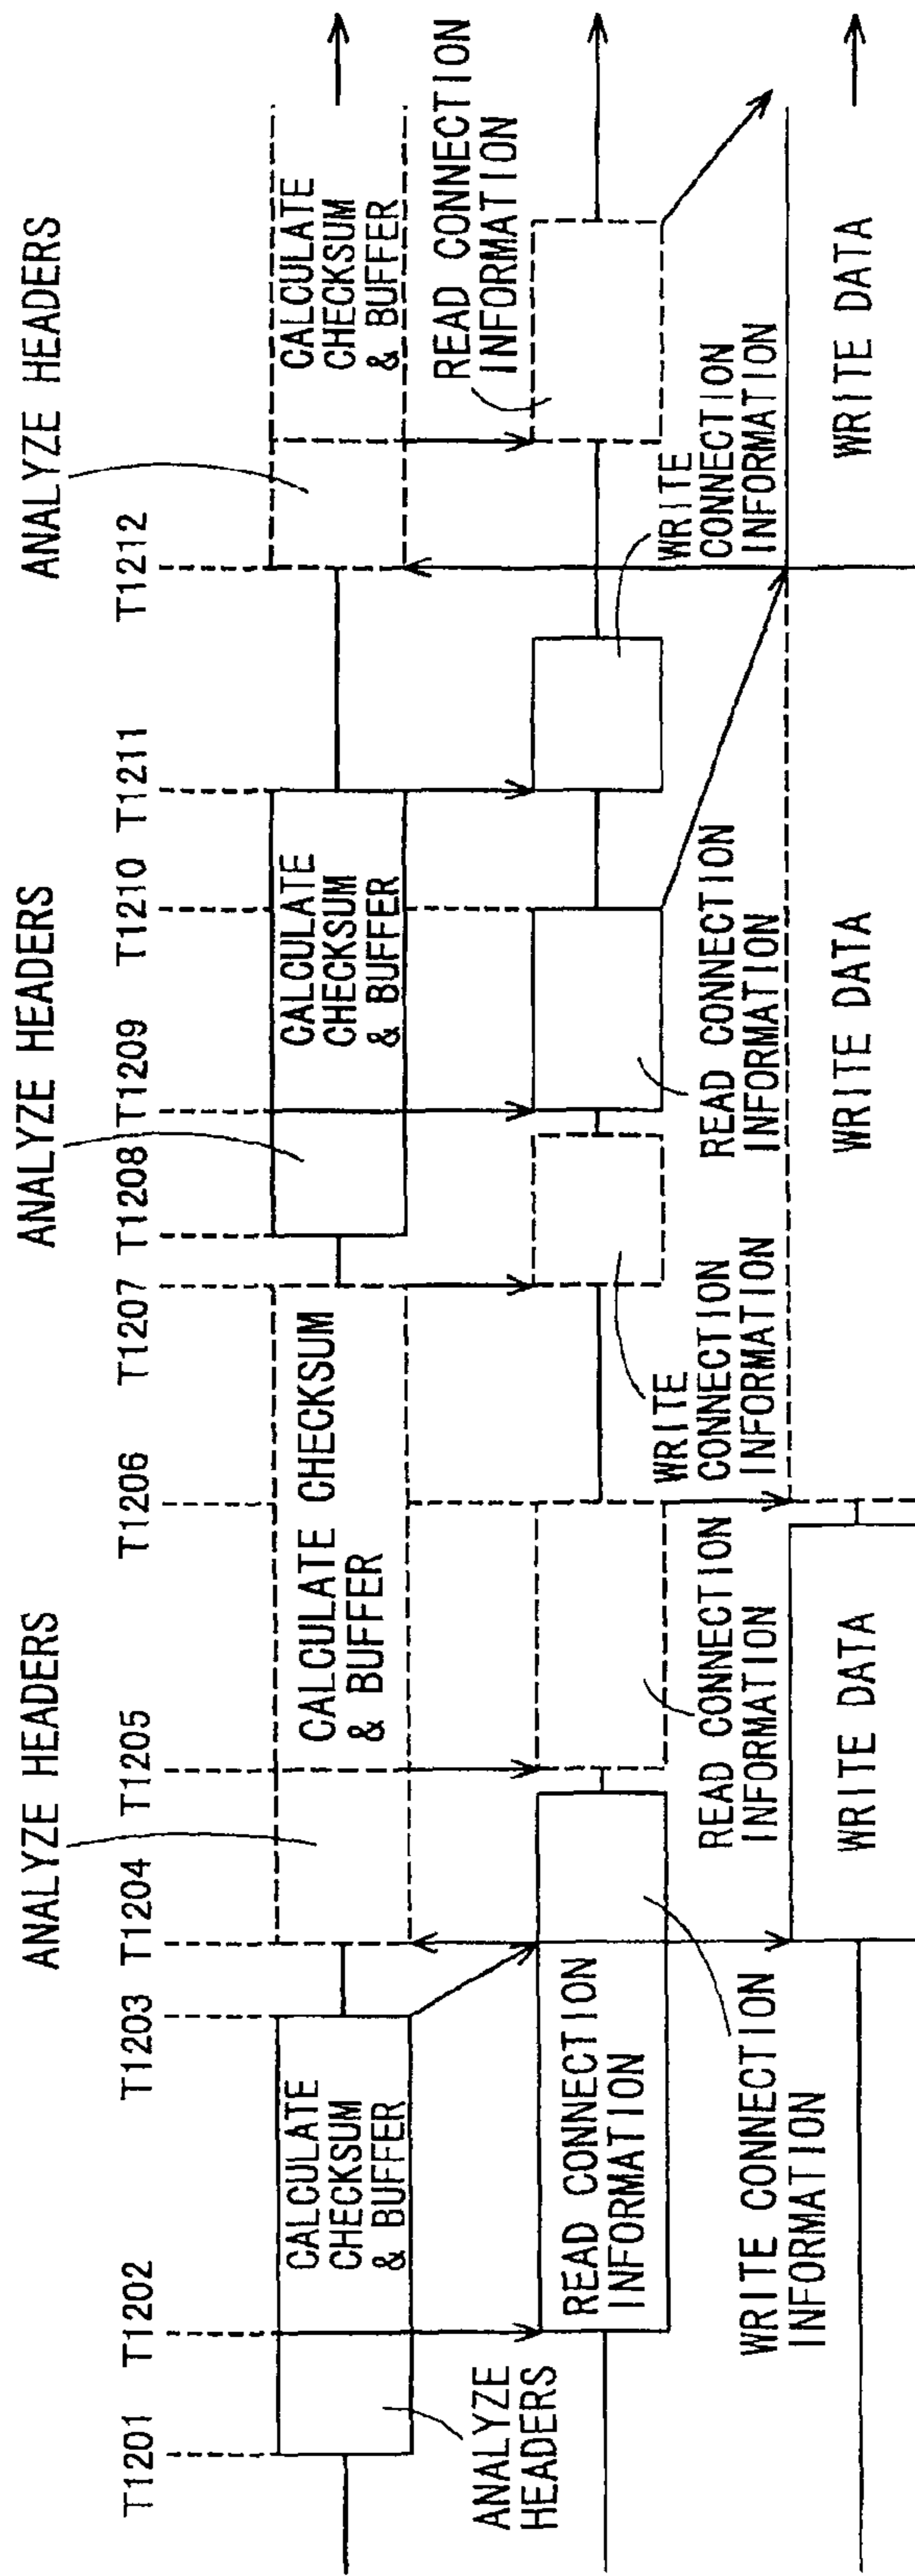 ANALYZE HEADERS
ANALYZE HEADERS
ANALYZE HEADERS
T1201
T1202
T1203
T1204
T1205
T1206
T1207
T1208
T1209
T1210
T1211
T1212
CALCULATE
CHECKSUM
& BUFFER
CALCULATE CHECKSUM
& BUFFER
CALCULATE
CHECKSUM
& BUFFER
CALCULATE
CHECKSUM
& BUFFER
ANALYZE
HEADERS
READ CONNECTION
INFORMATION
READ CONNECTION
INFORMATION
WRITE CONNECTION
INFORMATION
READ CONNECTION
INFORMATION
WRITE
CONNECTION
INFORMATION
READ CONNECTION
INFORMATION
WRITE
CONNECTION
INFORMATION
WRITE DATA
WRITE DATA
WRITE DATA